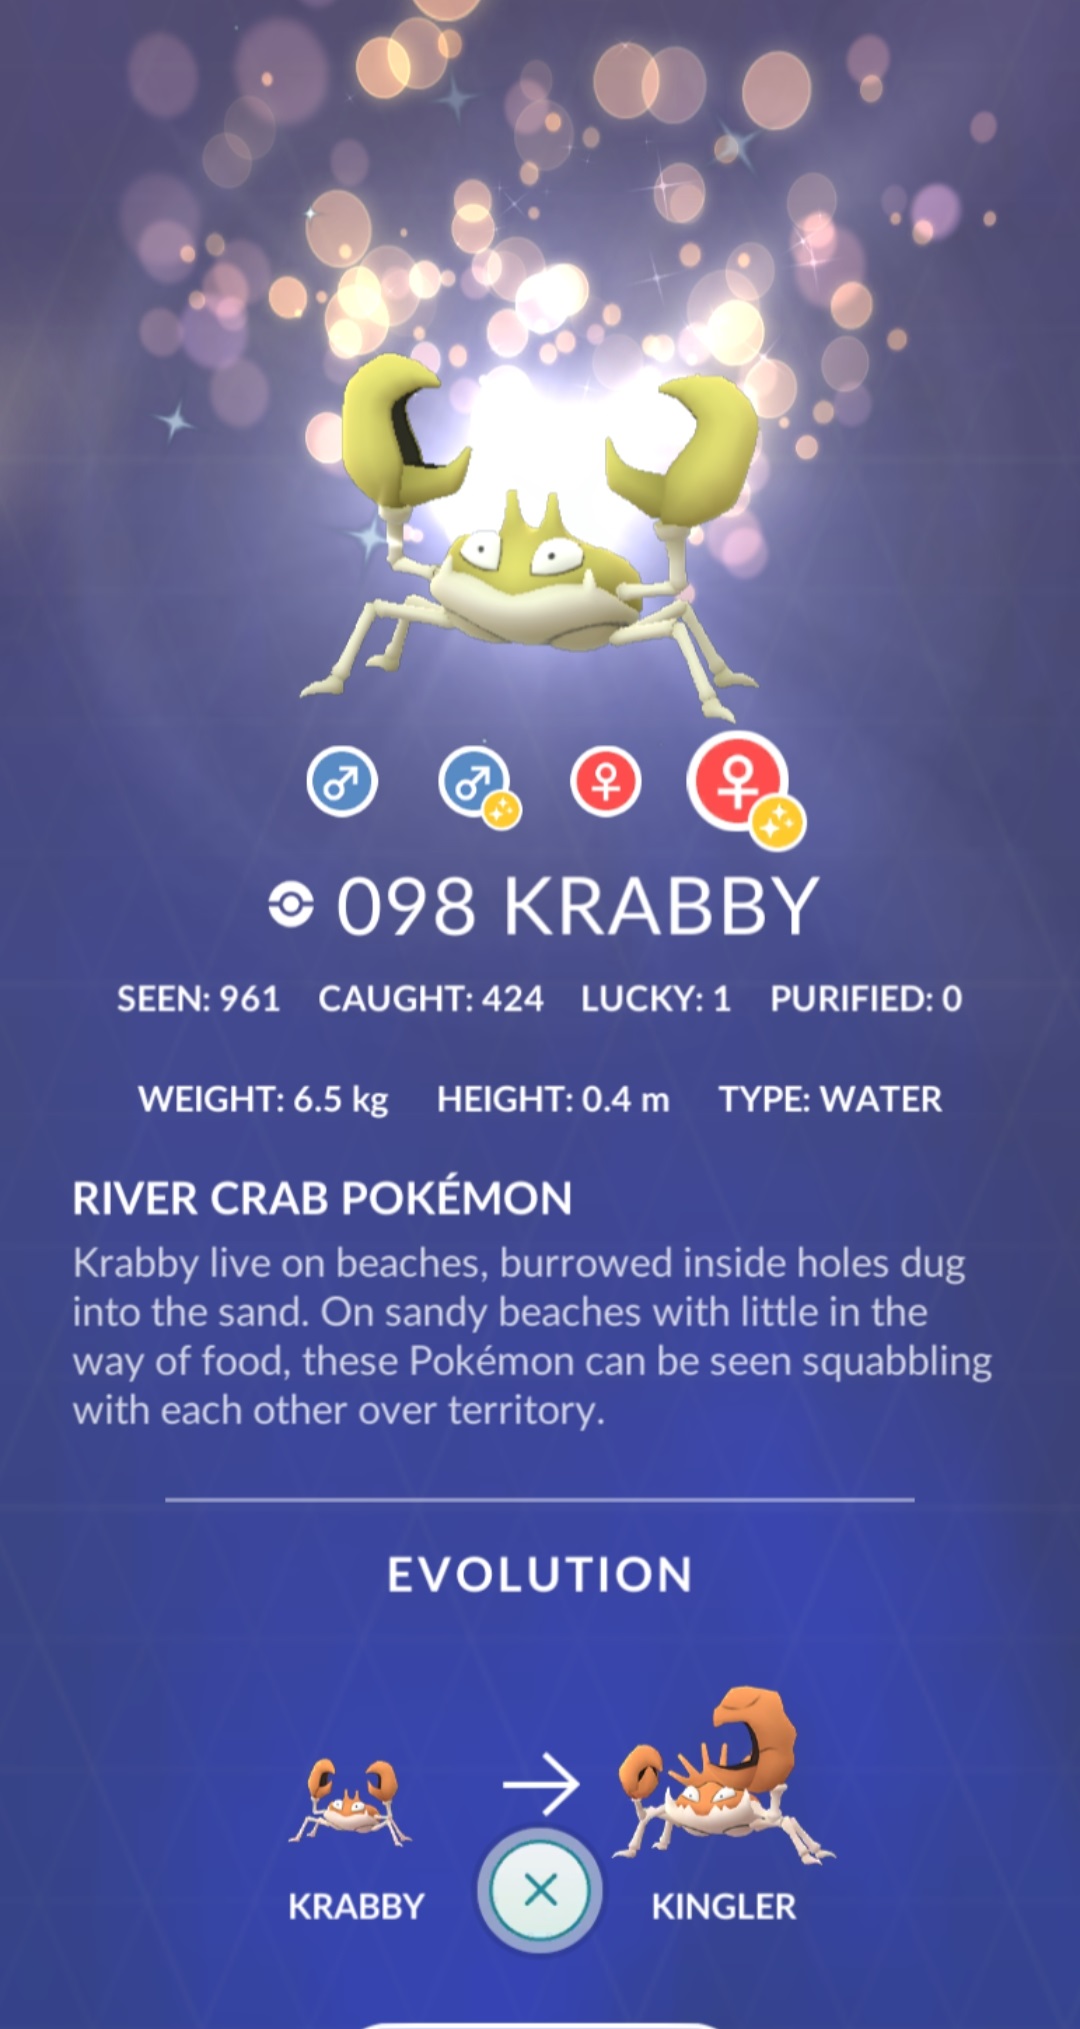 098 KRABBY
SEEN: 961 CAUGHT: 424 LUCKY: 1 PURIFIED: 0
WEIGHT: 6.5 kg HEIGHT: 0.4 m TYPE: WATER
RIVER CRAB POKÉMON
Krabby live on beaches, burrowed inside holes dug
into the sand. On sandy beaches with little in the
way of food, these Pokémon can be seen squabbling
with each other over territory.
EVOLUTION
KRABBY KINGLER